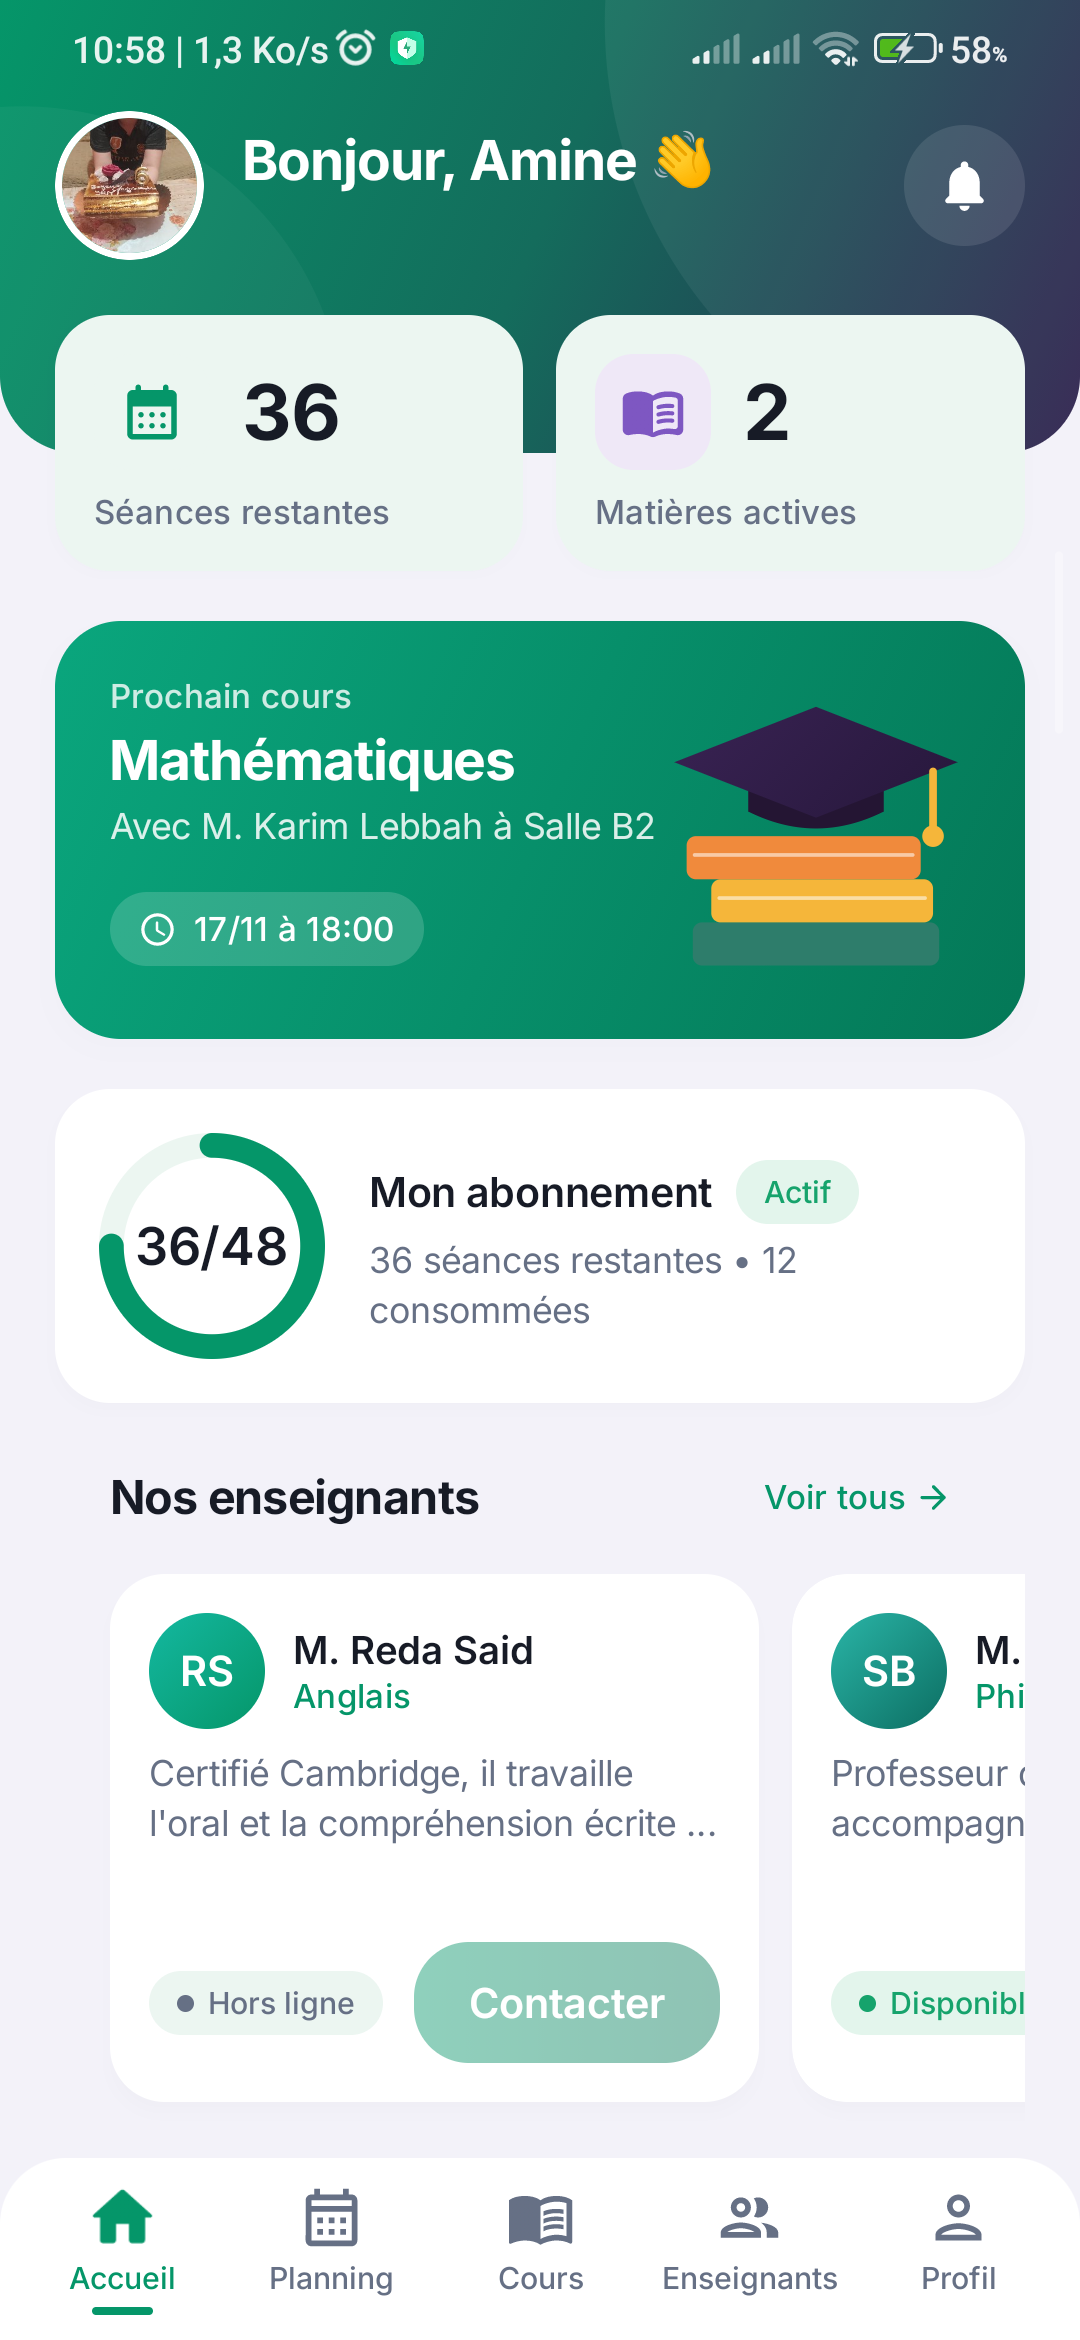 10:58 | 1,3 Ko/s
58%
Bonjour, Amine 👋
36
Séances restantes
2
Matières actives
Prochain cours
Mathématiques
Avec M. Karim Lebbah à Salle B2
17/11 à 18:00
36/48
Mon abonnement
Actif
36 séances restantes • 12
consommées
Nos enseignants
Voir tous →
RS
M. Reda Said
Anglais
Certifié Cambridge, il travaille
l'oral et la compréhension écrite ...
Hors ligne
Contacter
SB
M.
Phi
Professeur
accompagn
Disponibl
Accueil
Planning
Cours
Enseignants
Profil